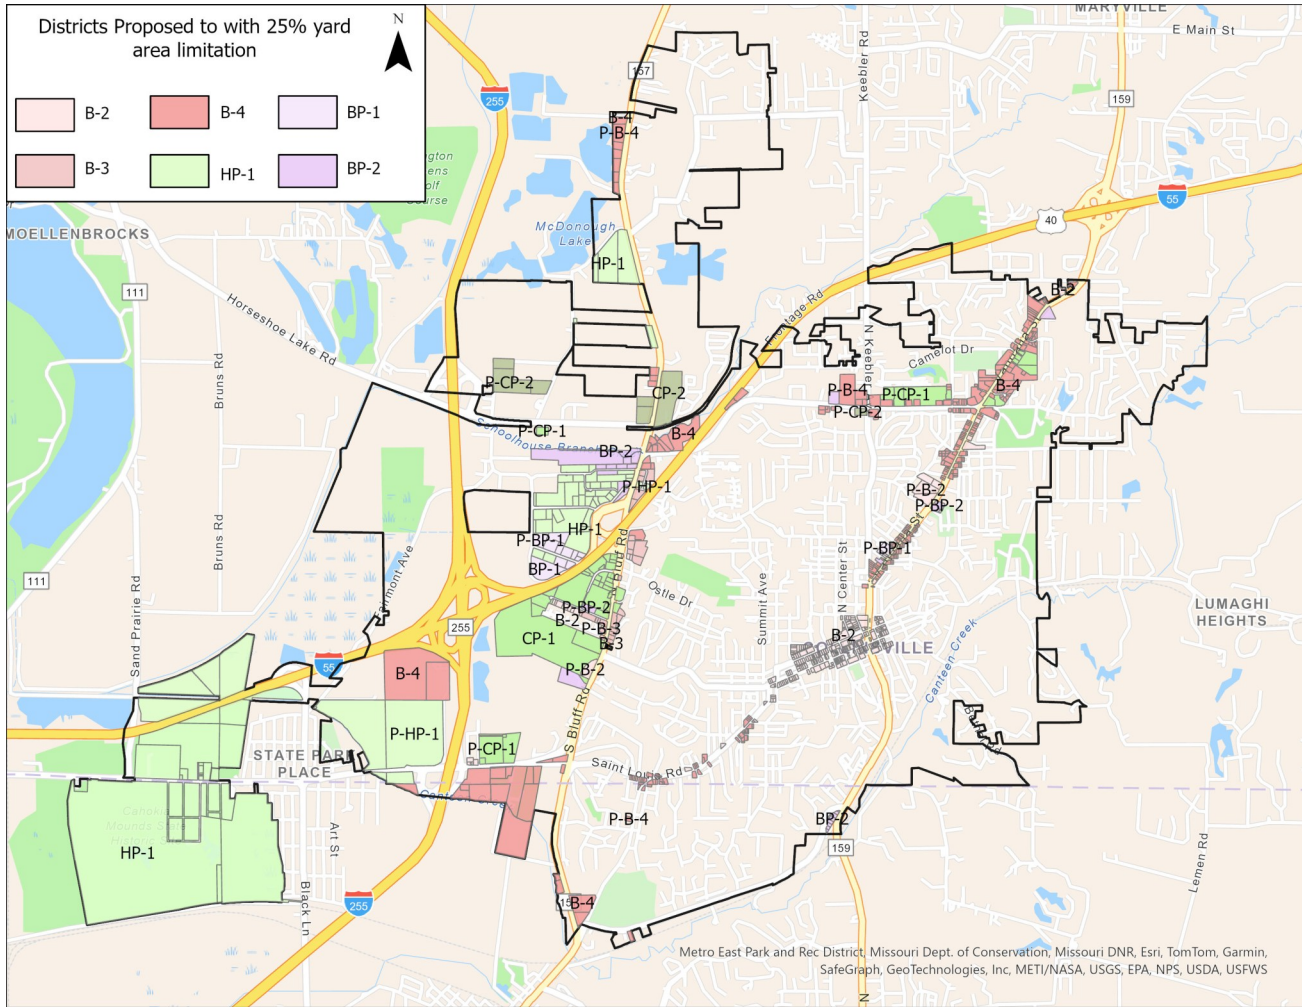 Districts Proposed to with 25% yard
area limitation
N
B-2
B-4
BP-1
B-3
HP-1
BP-2
MARYVILLE
E Main St
157
255
Keebler Rd
159
B-4
P-B-4
55
40
McDonough
Lake
MOELLENBROCKS
HP-1
111
B-2
Horseshoe Lake Rd
Frontage Rd
N Keebler
Camelot Dr
Bruns Rd
P-CP-2
CP-2
P-B-4
P-CP-1
B-4
P-CP-2
P-CP-1
B-4
Schoolhouse Branch
BP-2
P-HP-1
P-B-2
P-BP-2
HP-1
Bruns Rd
P-BP-1
P-BP-1
BP-1
111
Fairmont Ave
Bluff Rd
Ostle Dr
Summit Ave
N Center St
St
Sand Prairie Rd
P-BP-2
B-2
P-B-3
LUMAGHI
HEIGHTS
255
CP-1
B-3
B-2
VILLE
Canteen Creek
55
B-4
P-B-2
S Bluff Rd
P-HP-1
P-CP-1
STATE PARK
PLACE
Saint Louis Rd
HP-1
Art St
P-B-4
BP-2
159
Lemen Rd
Black Ln
255
B-4
Metro East Park and Rec District, Missouri Dept. of Conservation, Missouri DNR, Esri, TomTom, Garmin,
SafeGraph, GeoTechnologies, Inc, METI/NASA, USGS, EPA, NPS, USDA, USFWS
N